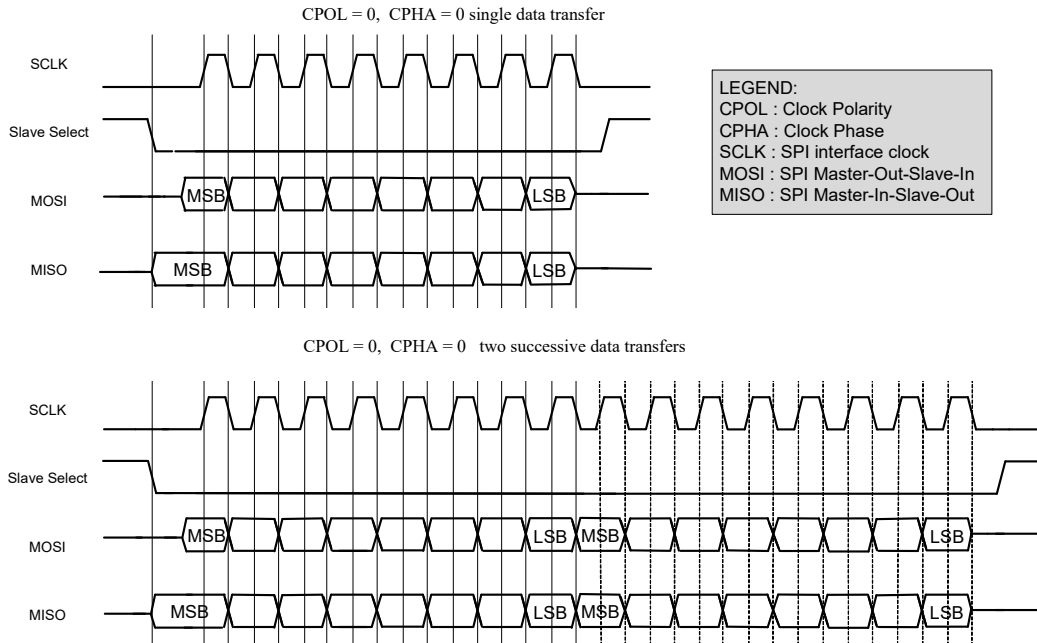 CPOL = 0, CPHA = 0 single data transfer
SCLK
Slave Select
MOSI
MSB
LSB
MISO
MSB
LSB
LEGEND:
CPOL : Clock Polarity
CPHA : Clock Phase
SCLK : SPI interface clock
MOSI : SPI Master-Out-Slave-In
MISO : SPI Master-In-Slave-Out
CPOL = 0, CPHA = 0 two successive data transfers
SCLK
Slave Select
MOSI
MSB
LSB
MSB
LSB
MISO
MSB
LSB
MSB
LSB